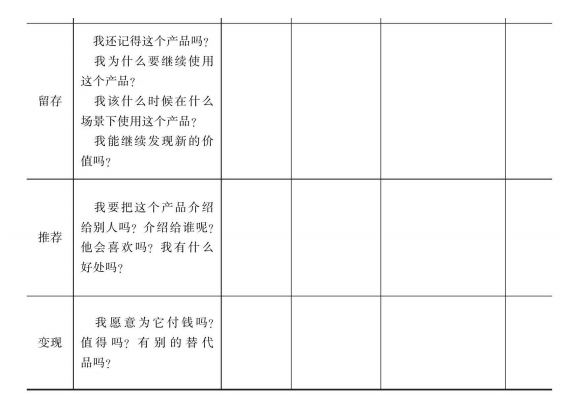 留存
我还记得这个产品吗？
我为什么要继续使用
这个产品？
我该什么时候在什么
场景下使用这个产品？
我能继续发现新的价
值吗？
推荐
我要把这个产品介绍
给别人吗？介绍给谁呢？
他会喜欢吗？我有什么
好处吗？
变现
我愿意为它付钱吗？
值得吗？有别的替代
品吗？